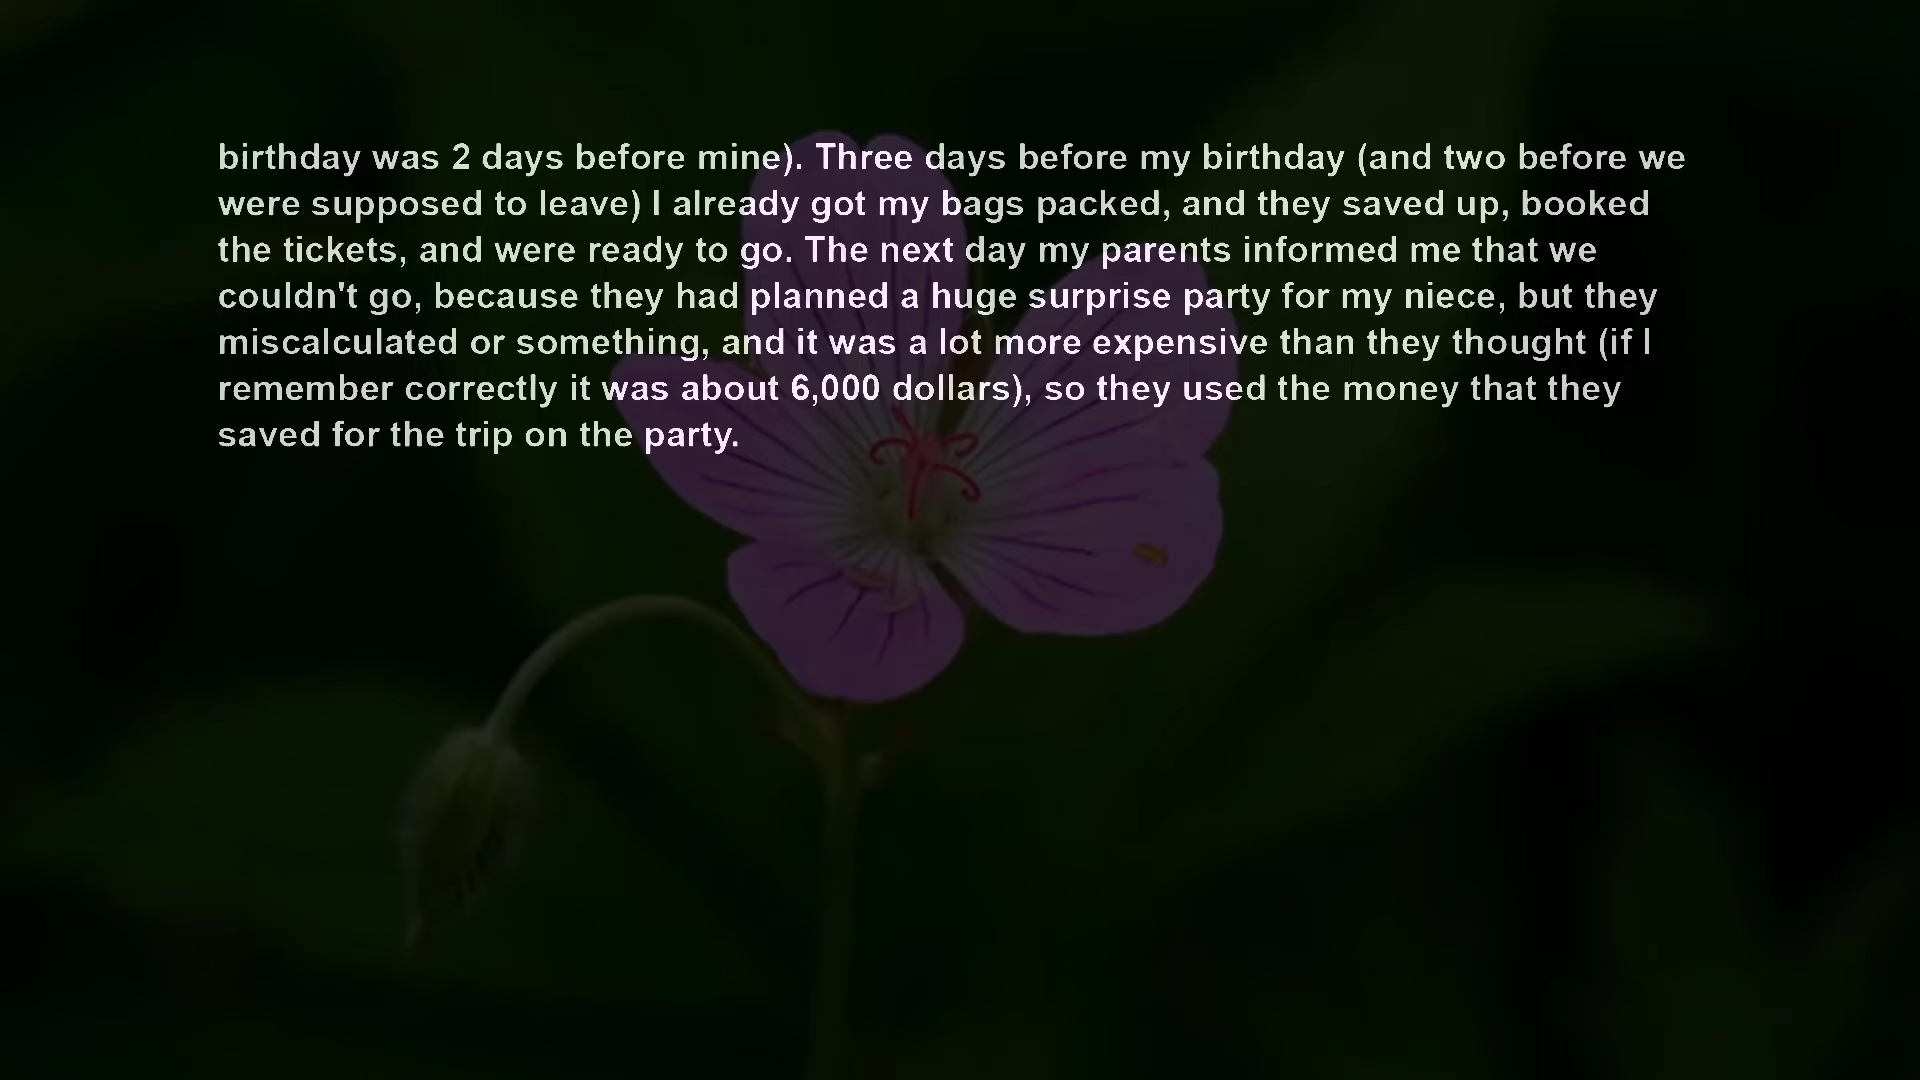 birthday was 2 days before mine). Three days before my birthday (and two before we
were supposed to leave) I already got my bags packed, and they saved up, booked
the tickets, and were ready to go. The next day my parents informed me that we
couldn't go, because they had planned a huge surprise party for my niece, but they
miscalculated or something, and it was a lot more expensive than they thought (if I
remember correctly it was about 6,000 dollars), so they used the money that they
saved for the trip on the party.